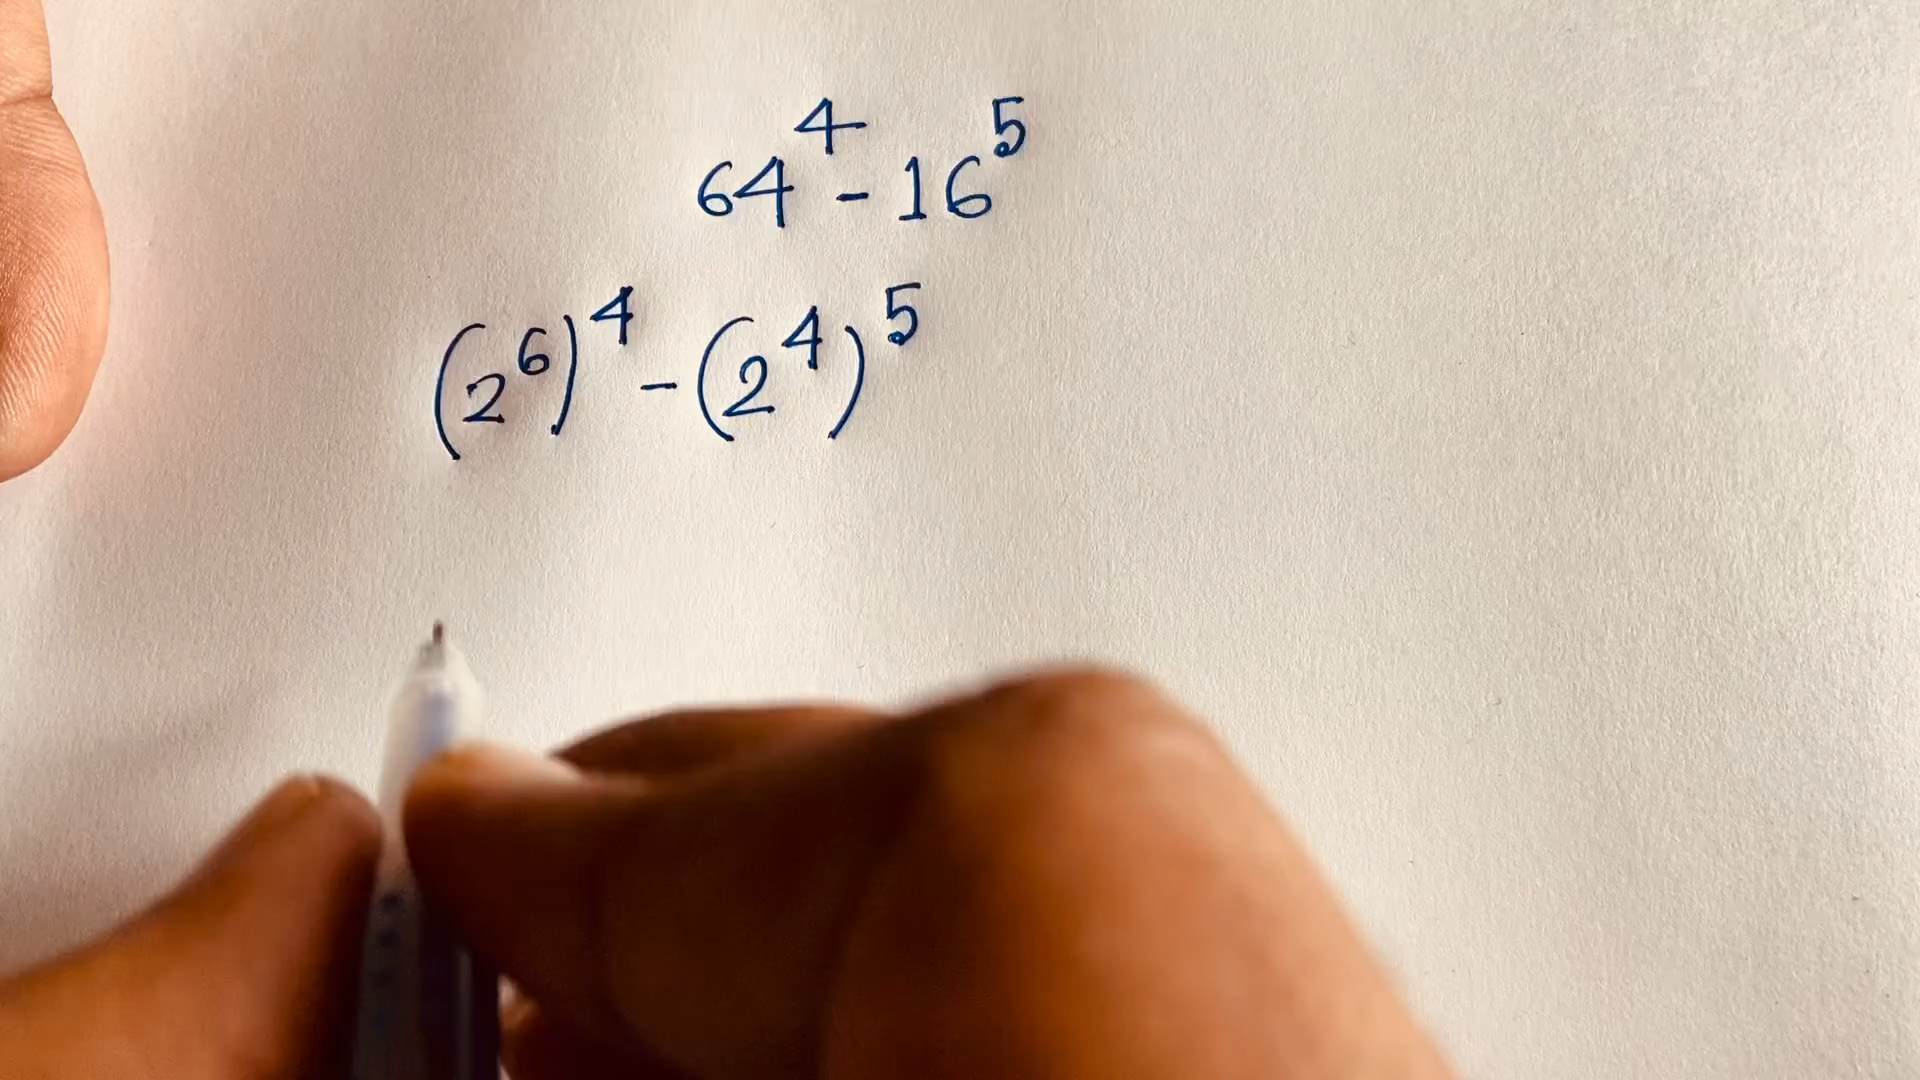 64⁴ - 16⁵
(2⁶)⁴ - (2⁴)⁵